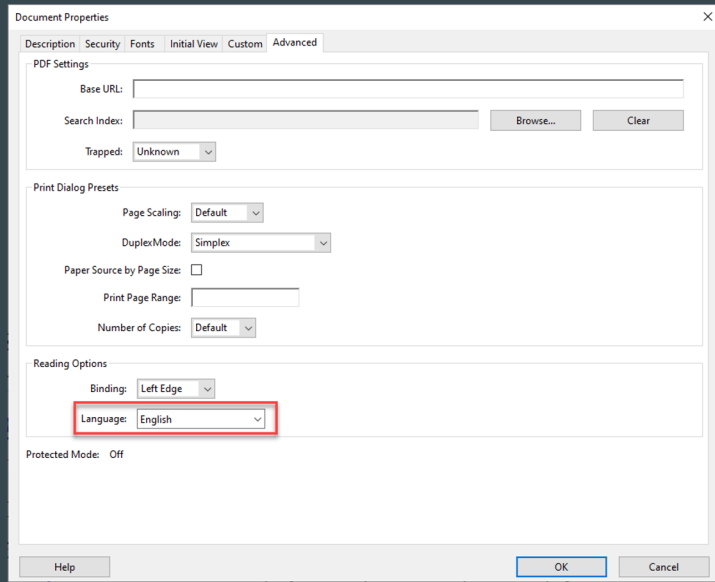 Document Properties
Description Security Fonts Initial View Custom Advanced
PDF Settings
Base URL:
Search Index: Browse... Clear
Trapped: Unknown
Print Dialog Presets
Page Scaling: Default
DuplexMode: Simplex
Paper Source by Page Size:
Print Page Range:
Number of Copies: Default
Reading Options
Binding: Left Edge
Language: English
Protected Mode: Off
Help OK Cancel